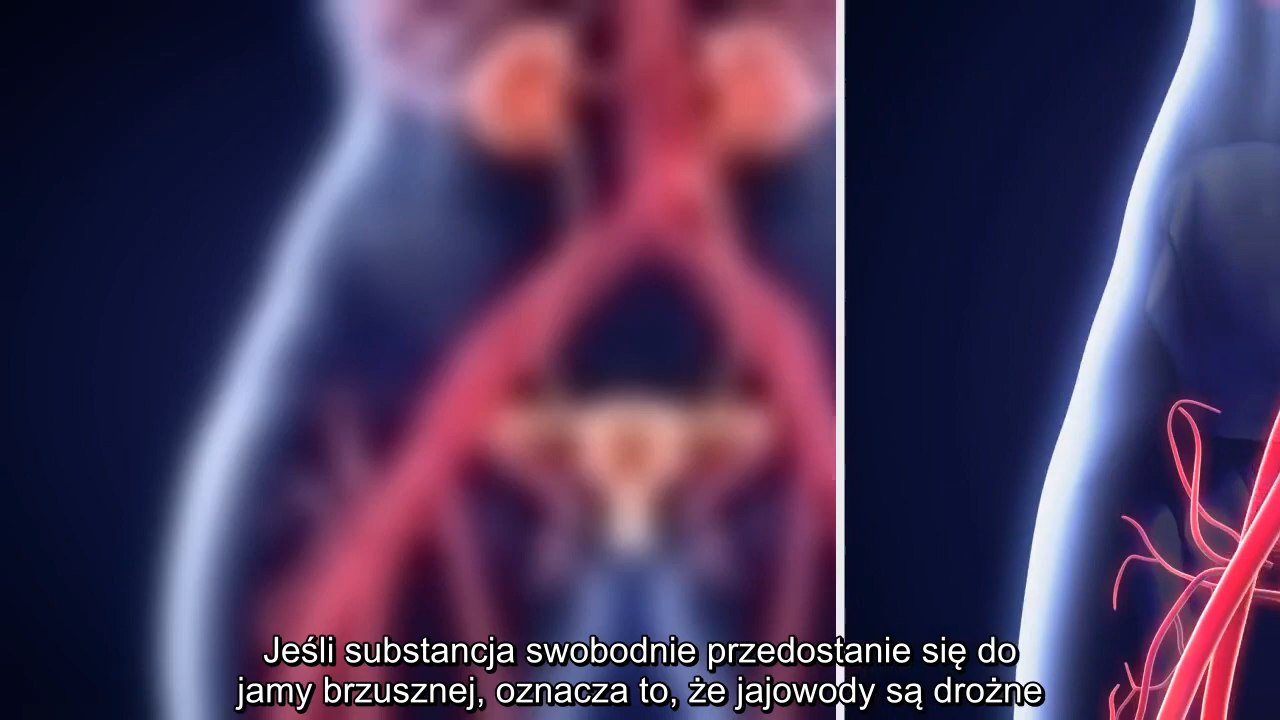 Jeśli substancja swobodnie przedostanie się do
jamy brzusznej, oznacza to, że jajowody są drożne